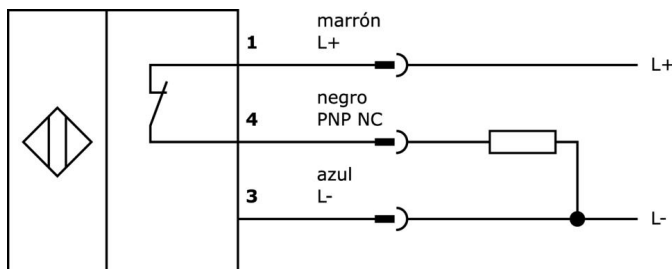 marrón
1 L+
L+
negro
4 PNP NC
azul
3 L-
L-